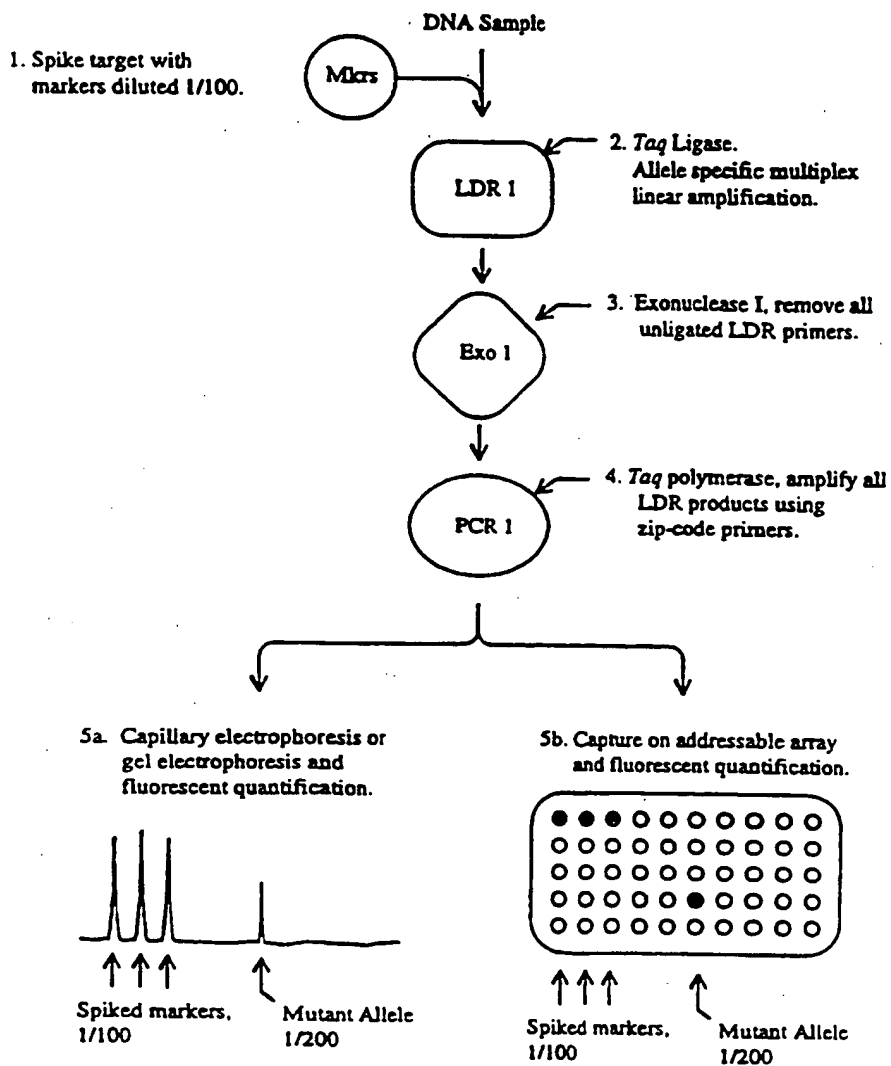 DNA Sample
1. Spike target with
markers diluted 1/100.
Mkrs
2. Taq Ligase.
Allele specific multiplex
linear amplification.
LDR 1
3. Exonuclease I, remove all
unligated LDR primers.
Exo 1
4. Taq polymerase, amplify all
LDR products using
zip-code primers.
PCR 1
5a. Capillary electrophoresis or
gel electrophoresis and
fluorescent quantification.
5b. Capture on addressable array
and fluorescent quantification.
Spiked markers,
1/100
Mutant Allele
1/200
Spiked markers,
1/100
Mutant Allele
1/200